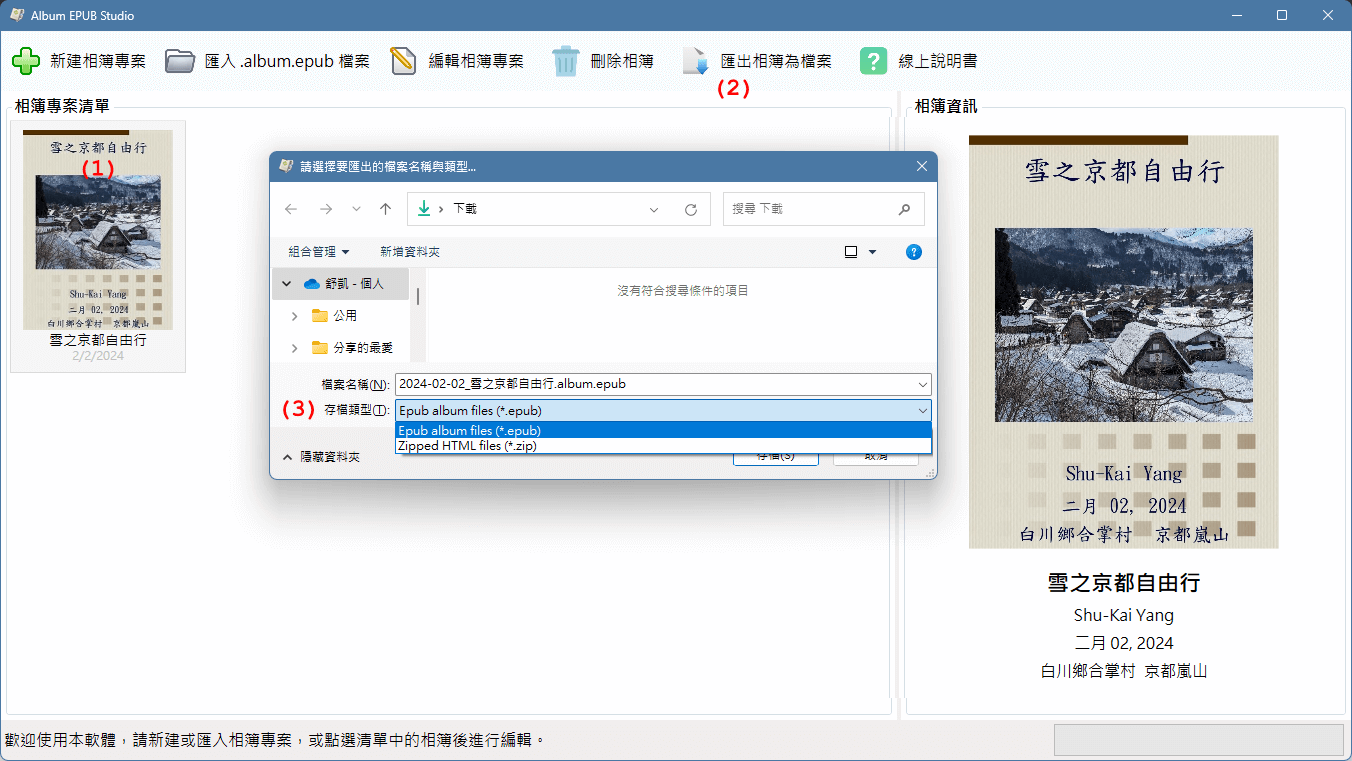 Album EPUB Studio
新建相簿專案
匯入 .album.epub 檔案
編輯相簿專案
刪除相簿
匯出相簿為檔案
線上說明書
(2)
相簿專案清單
雪之京都自由行
(1)
Shu-Kai Yang
二月 02, 2024
白川鄉合掌村 京都嵐山
雪之京都自由行
2/2/2024
請選擇要匯出的檔案名稱與類型...
下載
搜尋 下載
組合管理
新增資料夾
舒凱 - 個人
公用
分享的最愛
沒有符合搜尋條件的項目
檔案名稱(N):
2024-02-02_雪之京都自由行.album.epub
(3)
存檔類型(T):
Epub album files (*.epub)
Epub album files (*.epub)
Zipped HTML files (*.zip)
隱藏資料夾
存檔(S)
取消
相簿資訊
雪之京都自由行
Shu-Kai Yang
二月 02, 2024
白川鄉合掌村 京都嵐山
雪之京都自由行
Shu-Kai Yang
二月 02, 2024
白川鄉合掌村 京都嵐山
歡迎使用本軟體，請新建或匯入相簿專案，或點選清單中的相簿後進行編輯。